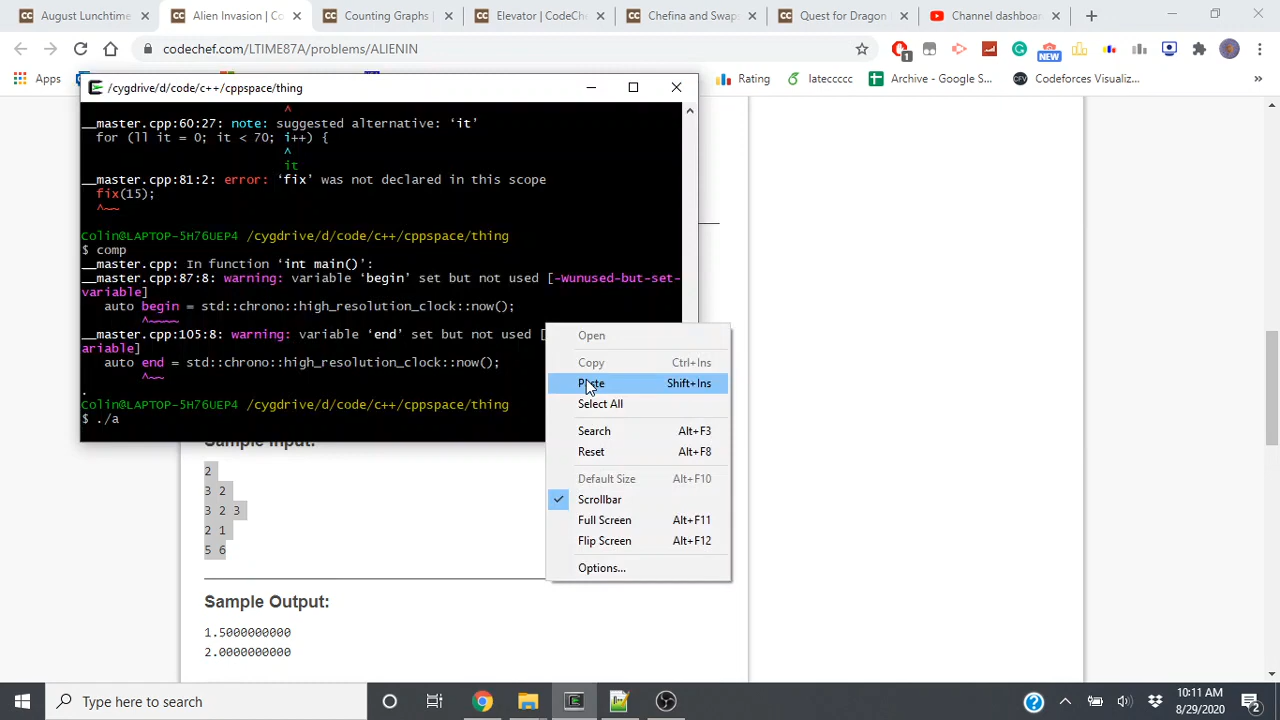 August Lunchtime
Alien Invasion | Co
Counting Graphs |
Elevator | CodeChe
Chefina and Swap
Quest for Dragon
Channel dashboar
codechef.com/LTIME87A/problems/ALIENIN
1
NEW
Apps
Rating
lateccccc
Archive - Google S...
Codeforces Visualiz...
/cygdrive/d/code/c++/cppspace/thing
^
__master.cpp:60:27: note: suggested alternative: ‘it’
for (ll it = 0; it < 70; i++) {
^
it
__master.cpp:81:2: error: ‘fix’ was not declared in this scope
fix(15);
^~~
Colin@LAPTOP-5H76UEP4 /cygdrive/d/code/c++/cppspace/thing
$ comp
__master.cpp: In function ‘int main()’:
__master.cpp:87:8: warning: variable ‘begin’ set but not used [-Wunused-but-set-
variable]
auto begin = std::chrono::high_resolution_clock::now();
^~~~~
__master.cpp:105:8: warning: variable ‘end’ set but not used [
ariable]
auto end = std::chrono::high_resolution_clock::now();
^~~
.
Colin@LAPTOP-5H76UEP4 /cygdrive/d/code/c++/cppspace/thing
$ ./a
Open
Copy Ctrl+Ins
Paste Shift+Ins
Select All
Search Alt+F3
Reset Alt+F8
Default Size Alt+F10
Scrollbar
Full Screen Alt+F11
Flip Screen Alt+F12
Options...
Sample Input:
2
3 2
3 2 3
2 1
5 6
Sample Output:
1.5000000000
2.0000000000
Type here to search
10:11 AM
8/29/2020
2